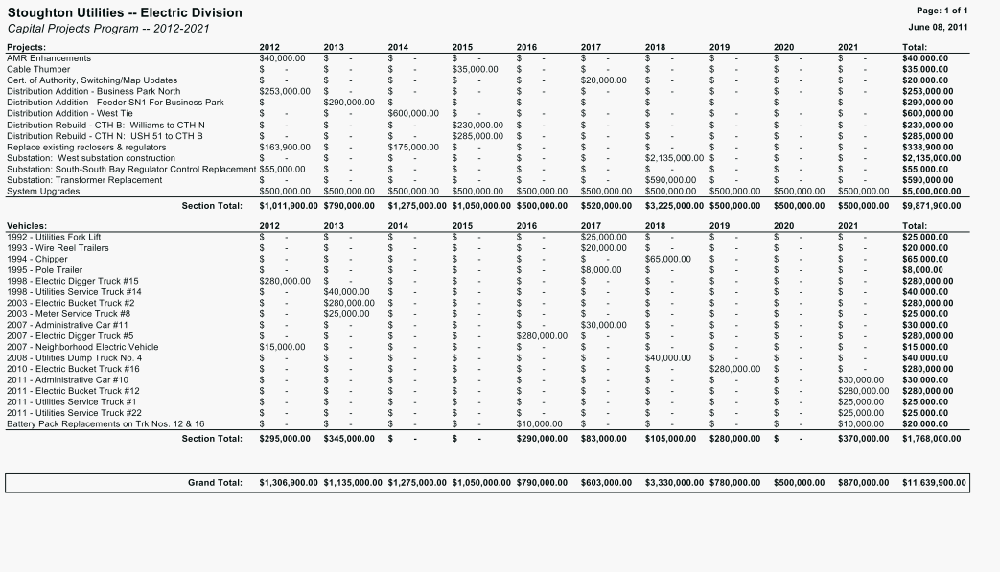 Stoughton Utilities -- Electric Division Page: 1 of 1
Capital Projects Program -- 2012-2021 June 08, 2011
Projects: 2012 2013 2014 2015 2016 2017 2018 2019 2020 2021 Total:
AMR Enhancements $40,000.00 $ - $ - $ - $ - $ - $ - $ - $ - $ - $40,000.00
Cable Thumper $ - $ - $ - $35,000.00 $ - $ - $ - $ - $ - $ - $35,000.00
Cert. of Authority, Switching/Map Updates $ - $ - $ - $ - $ - $20,000.00 $ - $ - $ - $ - $20,000.00
Distribution Addition - Business Park North $253,000.00 $ - $ - $ - $ - $ - $ - $ - $ - $ - $253,000.00
Distribution Addition - Feeder SN1 For Business Park $ - $290,000.00 $ - $ - $ - $ - $ - $ - $ - $ - $290,000.00
Distribution Addition - West Tie $ - $ - $600,000.00 $ - $ - $ - $ - $ - $ - $ - $600,000.00
Distribution Rebuild - CTH B: Williams to CTH N $ - $ - $ - $230,000.00 $ - $ - $ - $ - $ - $ - $230,000.00
Distribution Rebuild - CTH N: USH 51 to CTH B $ - $ - $ - $285,000.00 $ - $ - $ - $ - $ - $ - $285,000.00
Replace existing reclosers & regulators $163,900.00 $ - $175,000.00 $ - $ - $ - $ - $ - $ - $ - $338,900.00
Substation: West substation construction $ - $ - $ - $ - $ - $ - $2,135,000.00 $ - $ - $ - $2,135,000.00
Substation: South-South Bay Regulator Control Replacement $55,000.00 $ - $ - $ - $ - $ - $ - $ - $ - $ - $55,000.00
Substation: Transformer Replacement $ - $ - $ - $ - $ - $ - $590,000.00 $ - $ - $ - $590,000.00
System Upgrades $500,000.00 $500,000.00 $500,000.00 $500,000.00 $500,000.00 $500,000.00 $500,000.00 $500,000.00 $500,000.00 $500,000.00 $5,000,000.00
Section Total: $1,011,900.00 $790,000.00 $1,275,000.00 $1,050,000.00 $500,000.00 $520,000.00 $3,225,000.00 $500,000.00 $500,000.00 $500,000.00 $9,871,900.00
Vehicles: 2012 2013 2014 2015 2016 2017 2018 2019 2020 2021 Total:
1992 - Utilities Fork Lift $ - $ - $ - $ - $ - $25,000.00 $ - $ - $ - $ - $25,000.00
1993 - Wire Reel Trailers $ - $ - $ - $ - $ - $20,000.00 $ - $ - $ - $ - $20,000.00
1994 - Chipper $ - $ - $ - $ - $ - $ - $65,000.00 $ - $ - $ - $65,000.00
1995 - Pole Trailer $ - $ - $ - $ - $ - $8,000.00 $ - $ - $ - $ - $8,000.00
1998 - Electric Digger Truck #15 $280,000.00 $ - $ - $ - $ - $ - $ - $ - $ - $ - $280,000.00
1998 - Utilities Service Truck #14 $ - $40,000.00 $ - $ - $ - $ - $ - $ - $ - $ - $40,000.00
2003 - Electric Bucket Truck #2 $ - $280,000.00 $ - $ - $ - $ - $ - $ - $ - $ - $280,000.00
2003 - Meter Service Truck #8 $ - $25,000.00 $ - $ - $ - $ - $ - $ - $ - $ - $25,000.00
2007 - Administrative Car #11 $ - $ - $ - $ - $ - $30,000.00 $ - $ - $ - $ - $30,000.00
2007 - Electric Digger Truck #5 $ - $ - $ - $ - $280,000.00 $ - $ - $ - $ - $ - $280,000.00
2007 - Neighborhood Electric Vehicle $15,000.00 $ - $ - $ - $ - $ - $ - $ - $ - $ - $15,000.00
2008 - Utilities Dump Truck No. 4 $ - $ - $ - $ - $ - $ - $40,000.00 $ - $ - $ - $40,000.00
2010 - Electric Bucket Truck #16 $ - $ - $ - $ - $ - $ - $ - $280,000.00 $ - $ - $280,000.00
2011 - Administrative Car #10 $ - $ - $ - $ - $ - $ - $ - $ - $ - $30,000.00 $30,000.00
2011 - Electric Bucket Truck #12 $ - $ - $ - $ - $ - $ - $ - $ - $ - $280,000.00 $280,000.00
2011 - Utilities Service Truck #1 $ - $ - $ - $ - $ - $ - $ - $ - $ - $25,000.00 $25,000.00
2011 - Utilities Service Truck #22 $ - $ - $ - $ - $ - $ - $ - $ - $ - $25,000.00 $25,000.00
Battery Pack Replacements on Trk Nos. 12 & 16 $ - $ - $ - $ - $10,000.00 $ - $ - $ - $ - $10,000.00 $20,000.00
Section Total: $295,000.00 $345,000.00 $ - $ - $290,000.00 $83,000.00 $105,000.00 $280,000.00 $ - $370,000.00 $1,768,000.00
Grand Total: $1,306,900.00 $1,135,000.00 $1,275,000.00 $1,050,000.00 $790,000.00 $603,000.00 $3,330,000.00 $780,000.00 $500,000.00 $870,000.00 $11,639,900.00